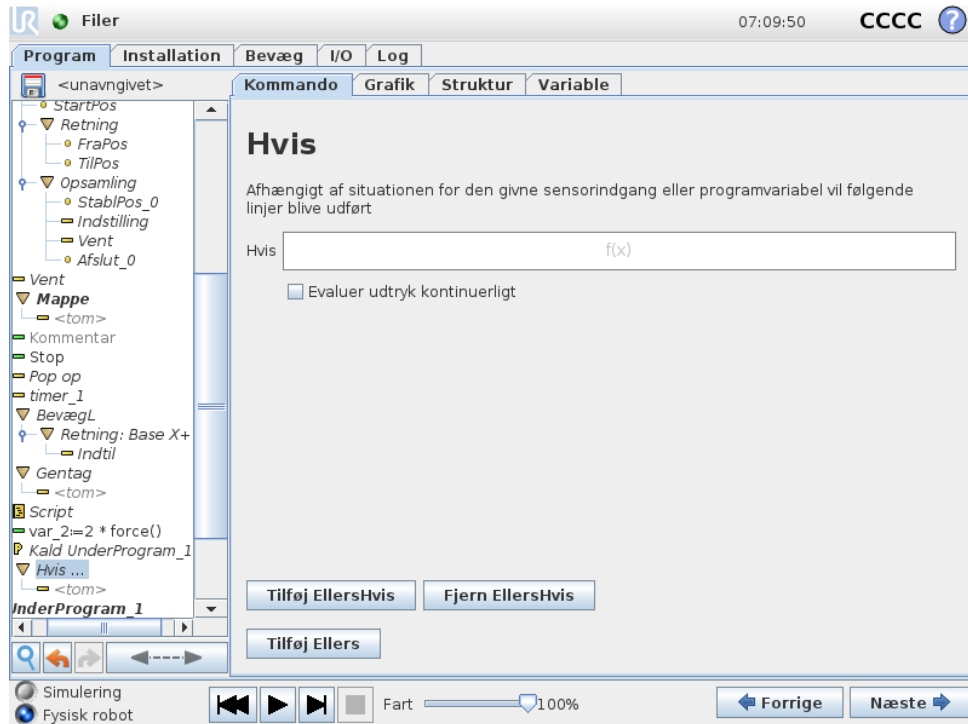 UR Filer 07:09:50 CCCC ?
Program Installation Bevæg I/O Log
<unavngivet>
Kommando Grafik Struktur Variable
StartPos
Retning
FraPos
TilPos
Opsamling
StablPos_0
Indstilling
Vent
Afslut_0
Vent
Mappe
<tom>
Kommentar
Stop
Pop op
timer_1
BevægL
Retning: Base X+
Indtil
Gentag
<tom>
Script
var_2:=2 * force()
Kald UnderProgram_1
Hvis ...
<tom>
UnderProgram_1
Hvis
Afhængigt af situationen for den givne sensorindgang eller programvariabel vil følgende
linjer blive udført
Hvis f(x)
Evaluer udtryk kontinuerligt
Tilføj EllersHvis Fjern EllersHvis
Tilføj Ellers
Simulering
Fysisk robot
Fart 100%
Forrige Næste